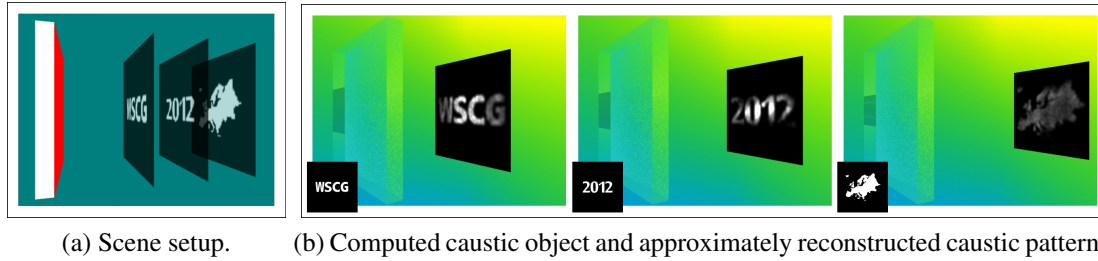 WSCG
2012
WSCG
WSCG
2012
2012
(a) Scene setup.
(b) Computed caustic object and approximately reconstructed caustic pattern